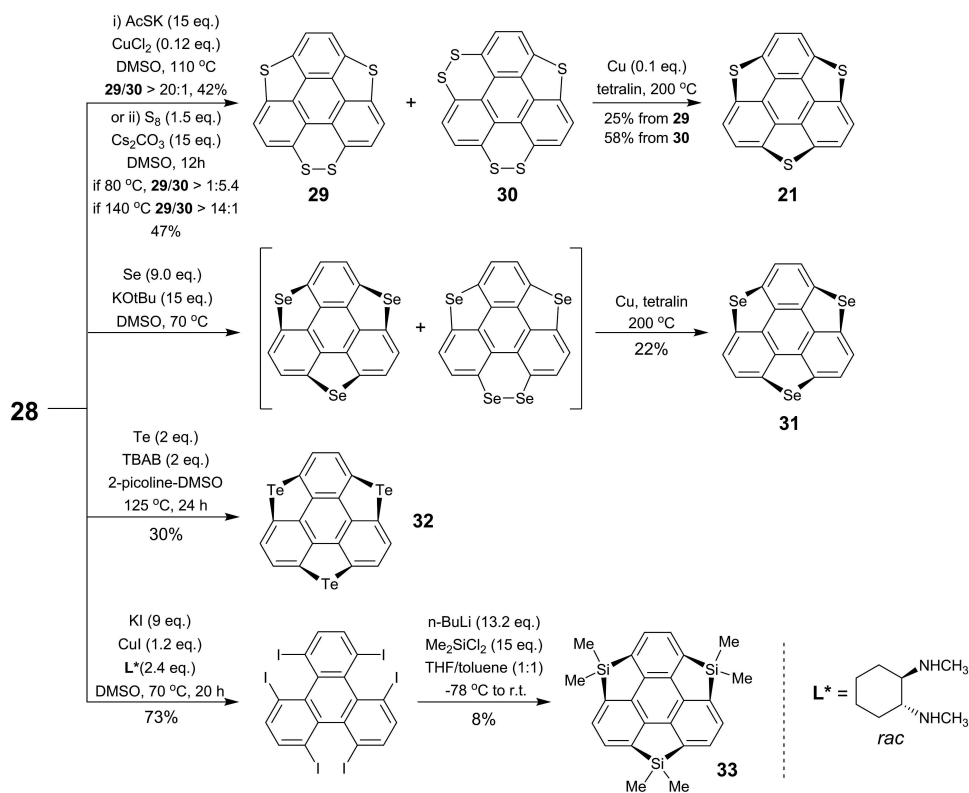 i) AcSK (15 eq.)
CuCl2 (0.12 eq.)
DMSO, 110 °C
29/30 > 20:1, 42%
or ii) S8 (1.5 eq.)
Cs2CO3 (15 eq)
DMSO, 12h
if 80 °C, 29/30 > 1:5.4
if 140 °C 29/30 > 14:1
47%
S
S
S–S
29
+
S
S
S
S–S
30
Cu (0.1 eq.)
tetralin, 200 °C
25% from 29
58% from 30
S
S
S
21
Se (9.0 eq.)
KOtBu (15 eq.)
DMSO, 70 °C
Se
Se
Se
+
Se
Se
Se–Se
Cu, tetralin
200 °C
22%
Se
Se
Se
31
28
Te (2 eq.)
TBAB (2 eq.)
2-picoline-DMSO
125 °C, 24 h
30%
Te
Te
Te
32
KI (9 eq.)
CuI (1.2 eq.)
L*(2.4 eq.)
DMSO, 70 °C, 20 h
73%
I
I
I
I
I
I
n-BuLi (13.2 eq.)
Me2SiCl2 (15 eq.)
THF/toluene (1:1)
-78 °C to r.t.
8%
Me
Me
Si
Si
Me
Me
Si
Me
Me
33
L* =
NHCH3
NHCH3
rac